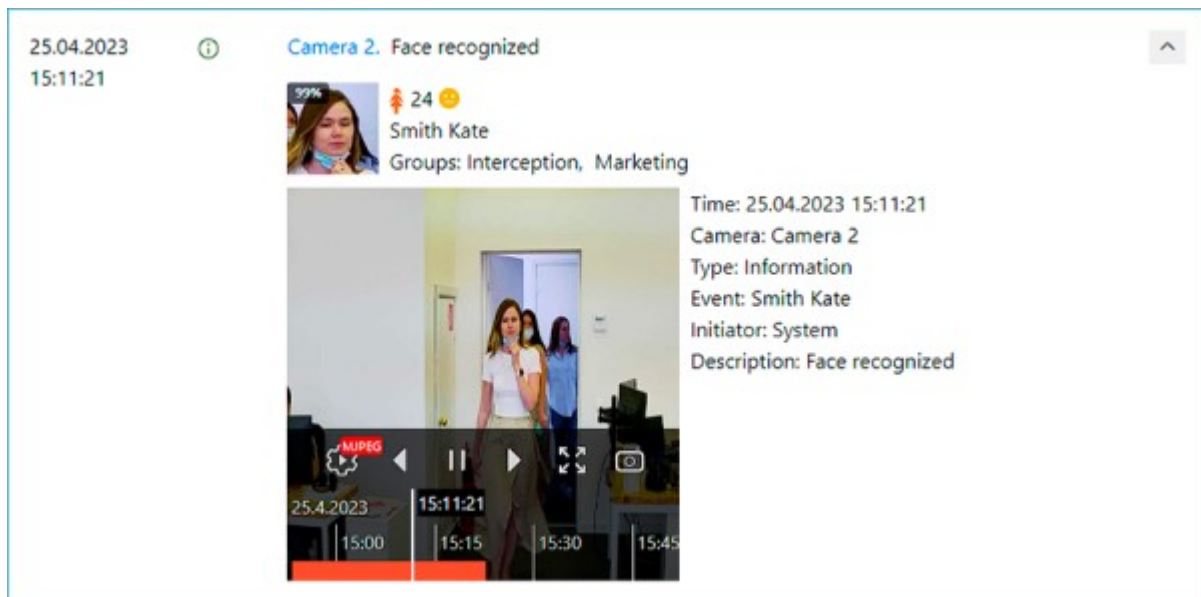 25.04.2023
15:11:21
Camera 2. Face recognized
99%
24
Smith Kate
Groups: Interception, Marketing
Time: 25.04.2023 15:11:21
Camera: Camera 2
Type: Information
Event: Smith Kate
Initiator: System
Description: Face recognized
MJPEG
25.4.2023
15:11:21
15:00
15:15
15:30
15:45